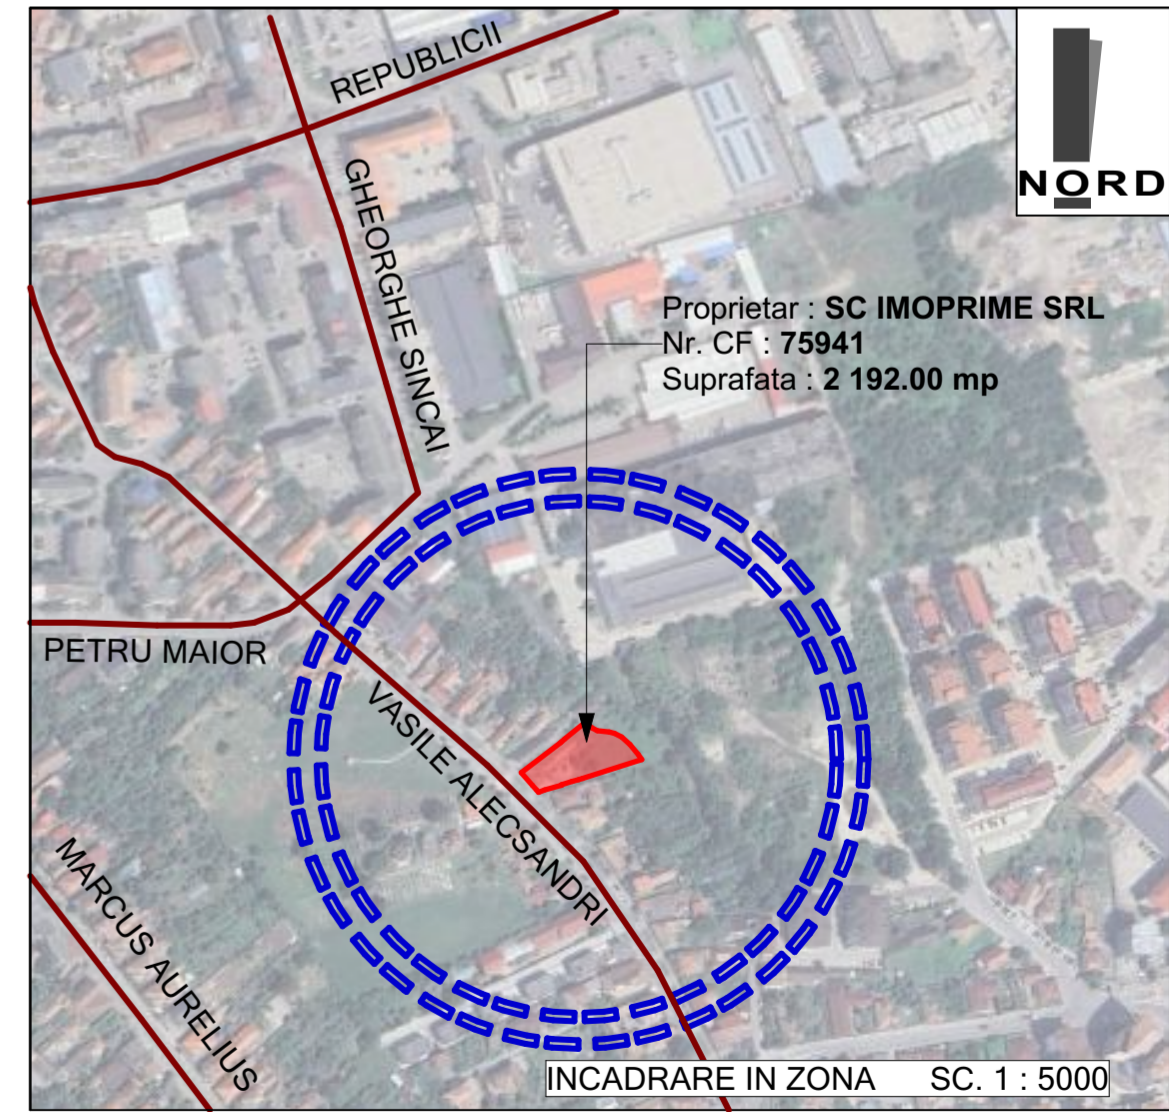 REPUBLICII
NORD
GHEORGHE SINCAI
Proprietar : SC IMOPRIME SRL
Nr. CF : 75941
Suprafata : 2 192.00 mp
PETRU MAIOR
VASILE ALECSANDRI
MARCUS AURELIUS
INCADRARE IN ZONA SC. 1 : 5000